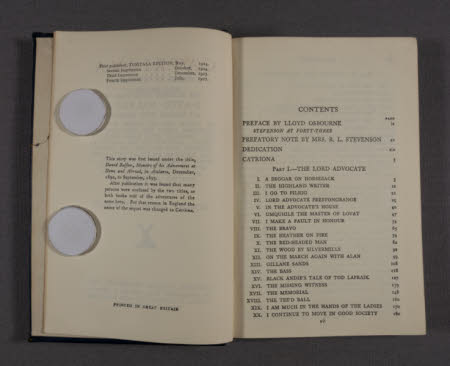 First published, TUSITALA EDITION, May, 1924.
Second Impression October, 1924.
Third Impression December,
Fourth Impression July,
This story was first issued under the title,
David Balfour, Memoirs of his Adventures at
Home and Abroad, in Atalanta, December,
1892, to September, 1893.
After publication it was found that many
persons were confused by the two titles, as
both books told of the adventures of the
same hero. For that reason in England the
name of the sequel was changed to Catriona.
PRINTED IN GREAT BRITAIN
CONTENTS
PAGE
PREFACE BY LLOYD OSBOURNE
STEVENSON AT FORTY-THREE
PREFATORY NOTE BY MRS. R. L. STEVENSON
DEDICATION
CATRIONA
PART I.—THE LORD ADVOCATE
I. A BEGGAR ON HORSEBACK
II. THE HIGHLAND WRITER
III. I GO TO PILRIG
IV. LORD ADVOCATE PRESTONGRANGE
V. IN THE ADVOCATE'S HOUSE
VI. UMQUHILE THE MASTER OF LOVAT
VII. I MAKE A FAULT IN HONOUR
VIII. THE BRAVO
IX. THE HEATHER ON FIRE
X. THE RED-HEADED MAN
XI. THE WOOD BY SILVERMILLS
XII. ON THE MARCH AGAIN WITH ALAN
XIII. GILLANE SANDS
XIV. THE BASS
XV. BLACK ANDIE'S TALE OF TOD LAPRAIK
XVI. THE MISSING WITNESS
XVII. THE MEMORIAL
XVIII. THE TEE'D BALL
XIX. I AM MUCH IN THE HANDS OF THE LADIES
XX. I CONTINUE TO MOVE IN GOOD SOCIETY